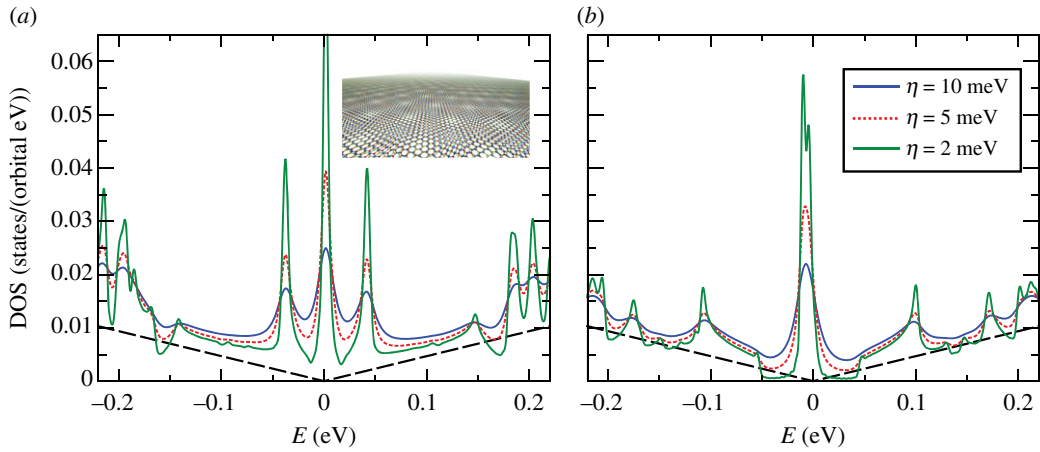 (a)
(b)
0.06
0.05
0.04
0.03
0.02
0.01
0
DOS (states/(orbital eV))
−0.2
−0.1
0
0.1
0.2
E (eV)
η = 10 meV
η = 5 meV
η = 2 meV
−0.2
−0.1
0
0.1
0.2
E (eV)